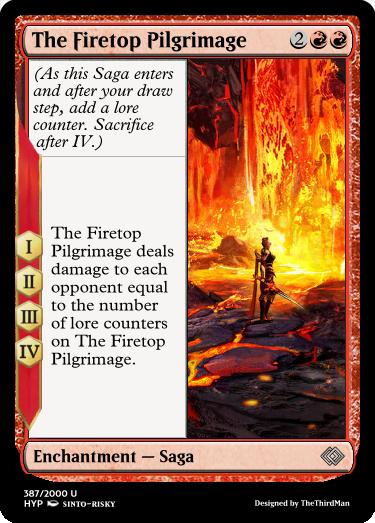 The Firetop Pilgrimage 2
(As this Saga enters
and after your draw
step, add a lore
counter. Sacrifice
after IV.)
I
II
III
IV
The Firetop
Pilgrimage deals
damage to each
opponent equal
to the number
of lore counters
on The Firetop
Pilgrimage.
Enchantment — Saga
387/2000 U
HYP SINTO-RISKY
Designed by TheThirdMan